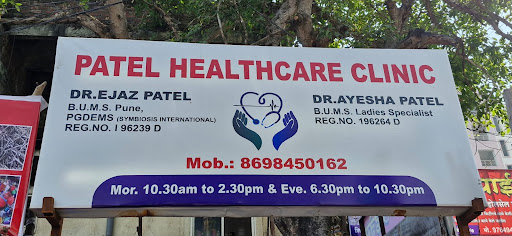 PATEL HEALTHCARE CLINIC
DR.EJAZ PATEL
B.U.M.S. Pune,
PGDEMS (SYMBIOSIS INTERNATIONAL)
REG.NO. I 96239 D
DR.AYESHA PATEL
B.U.M.S. Ladies Specialist
REG.NO. 196264 D
Mob.: 8698450162
Mor. 10.30am to 2.30pm & Eve. 6.30pm to 10.30pm